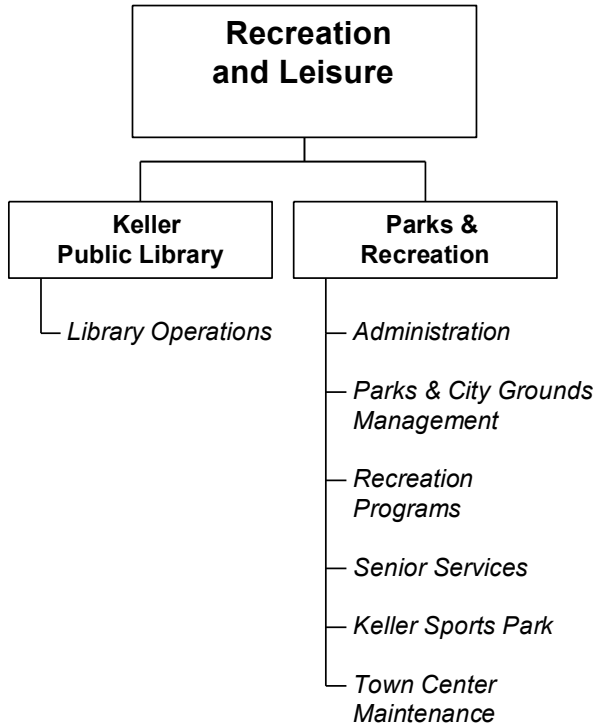 Recreation
and Leisure
Keller
Public Library
Parks &
Recreation
Library Operations
Administration
Parks & City Grounds
Management
Recreation
Programs
Senior Services
Keller Sports Park
Town Center
Maintenance